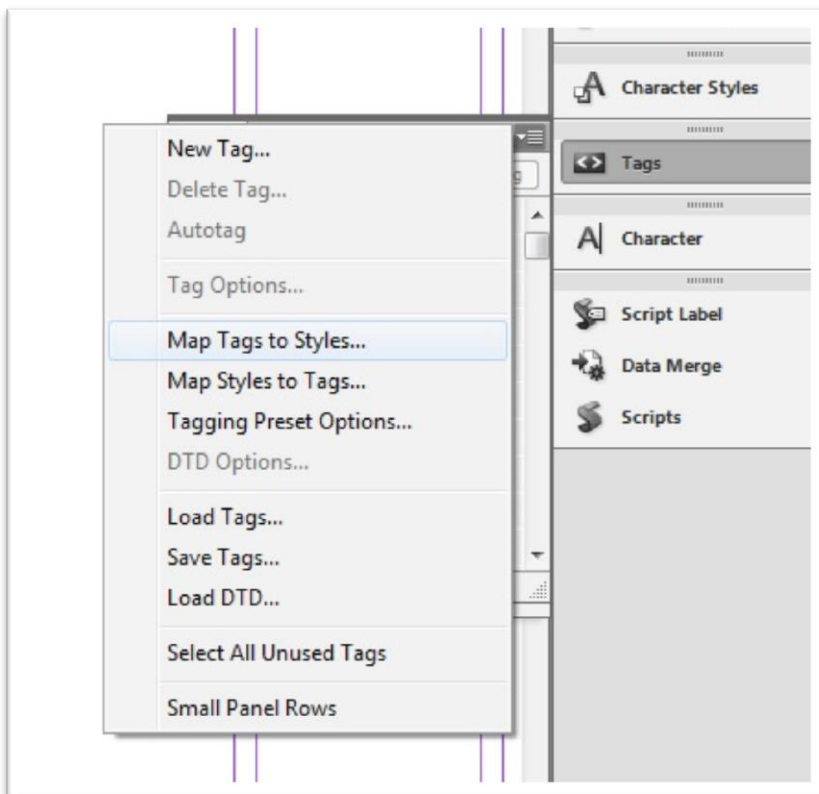 New Tag...
Delete Tag...
Autotag
Tag Options...
Map Tags to Styles...
Map Styles to Tags...
Tagging Preset Options...
DTD Options...
Load Tags...
Save Tags...
Load DTD...
Select All Unused Tags
Small Panel Rows
Character Styles
Tags
Character
Script Label
Data Merge
Scripts